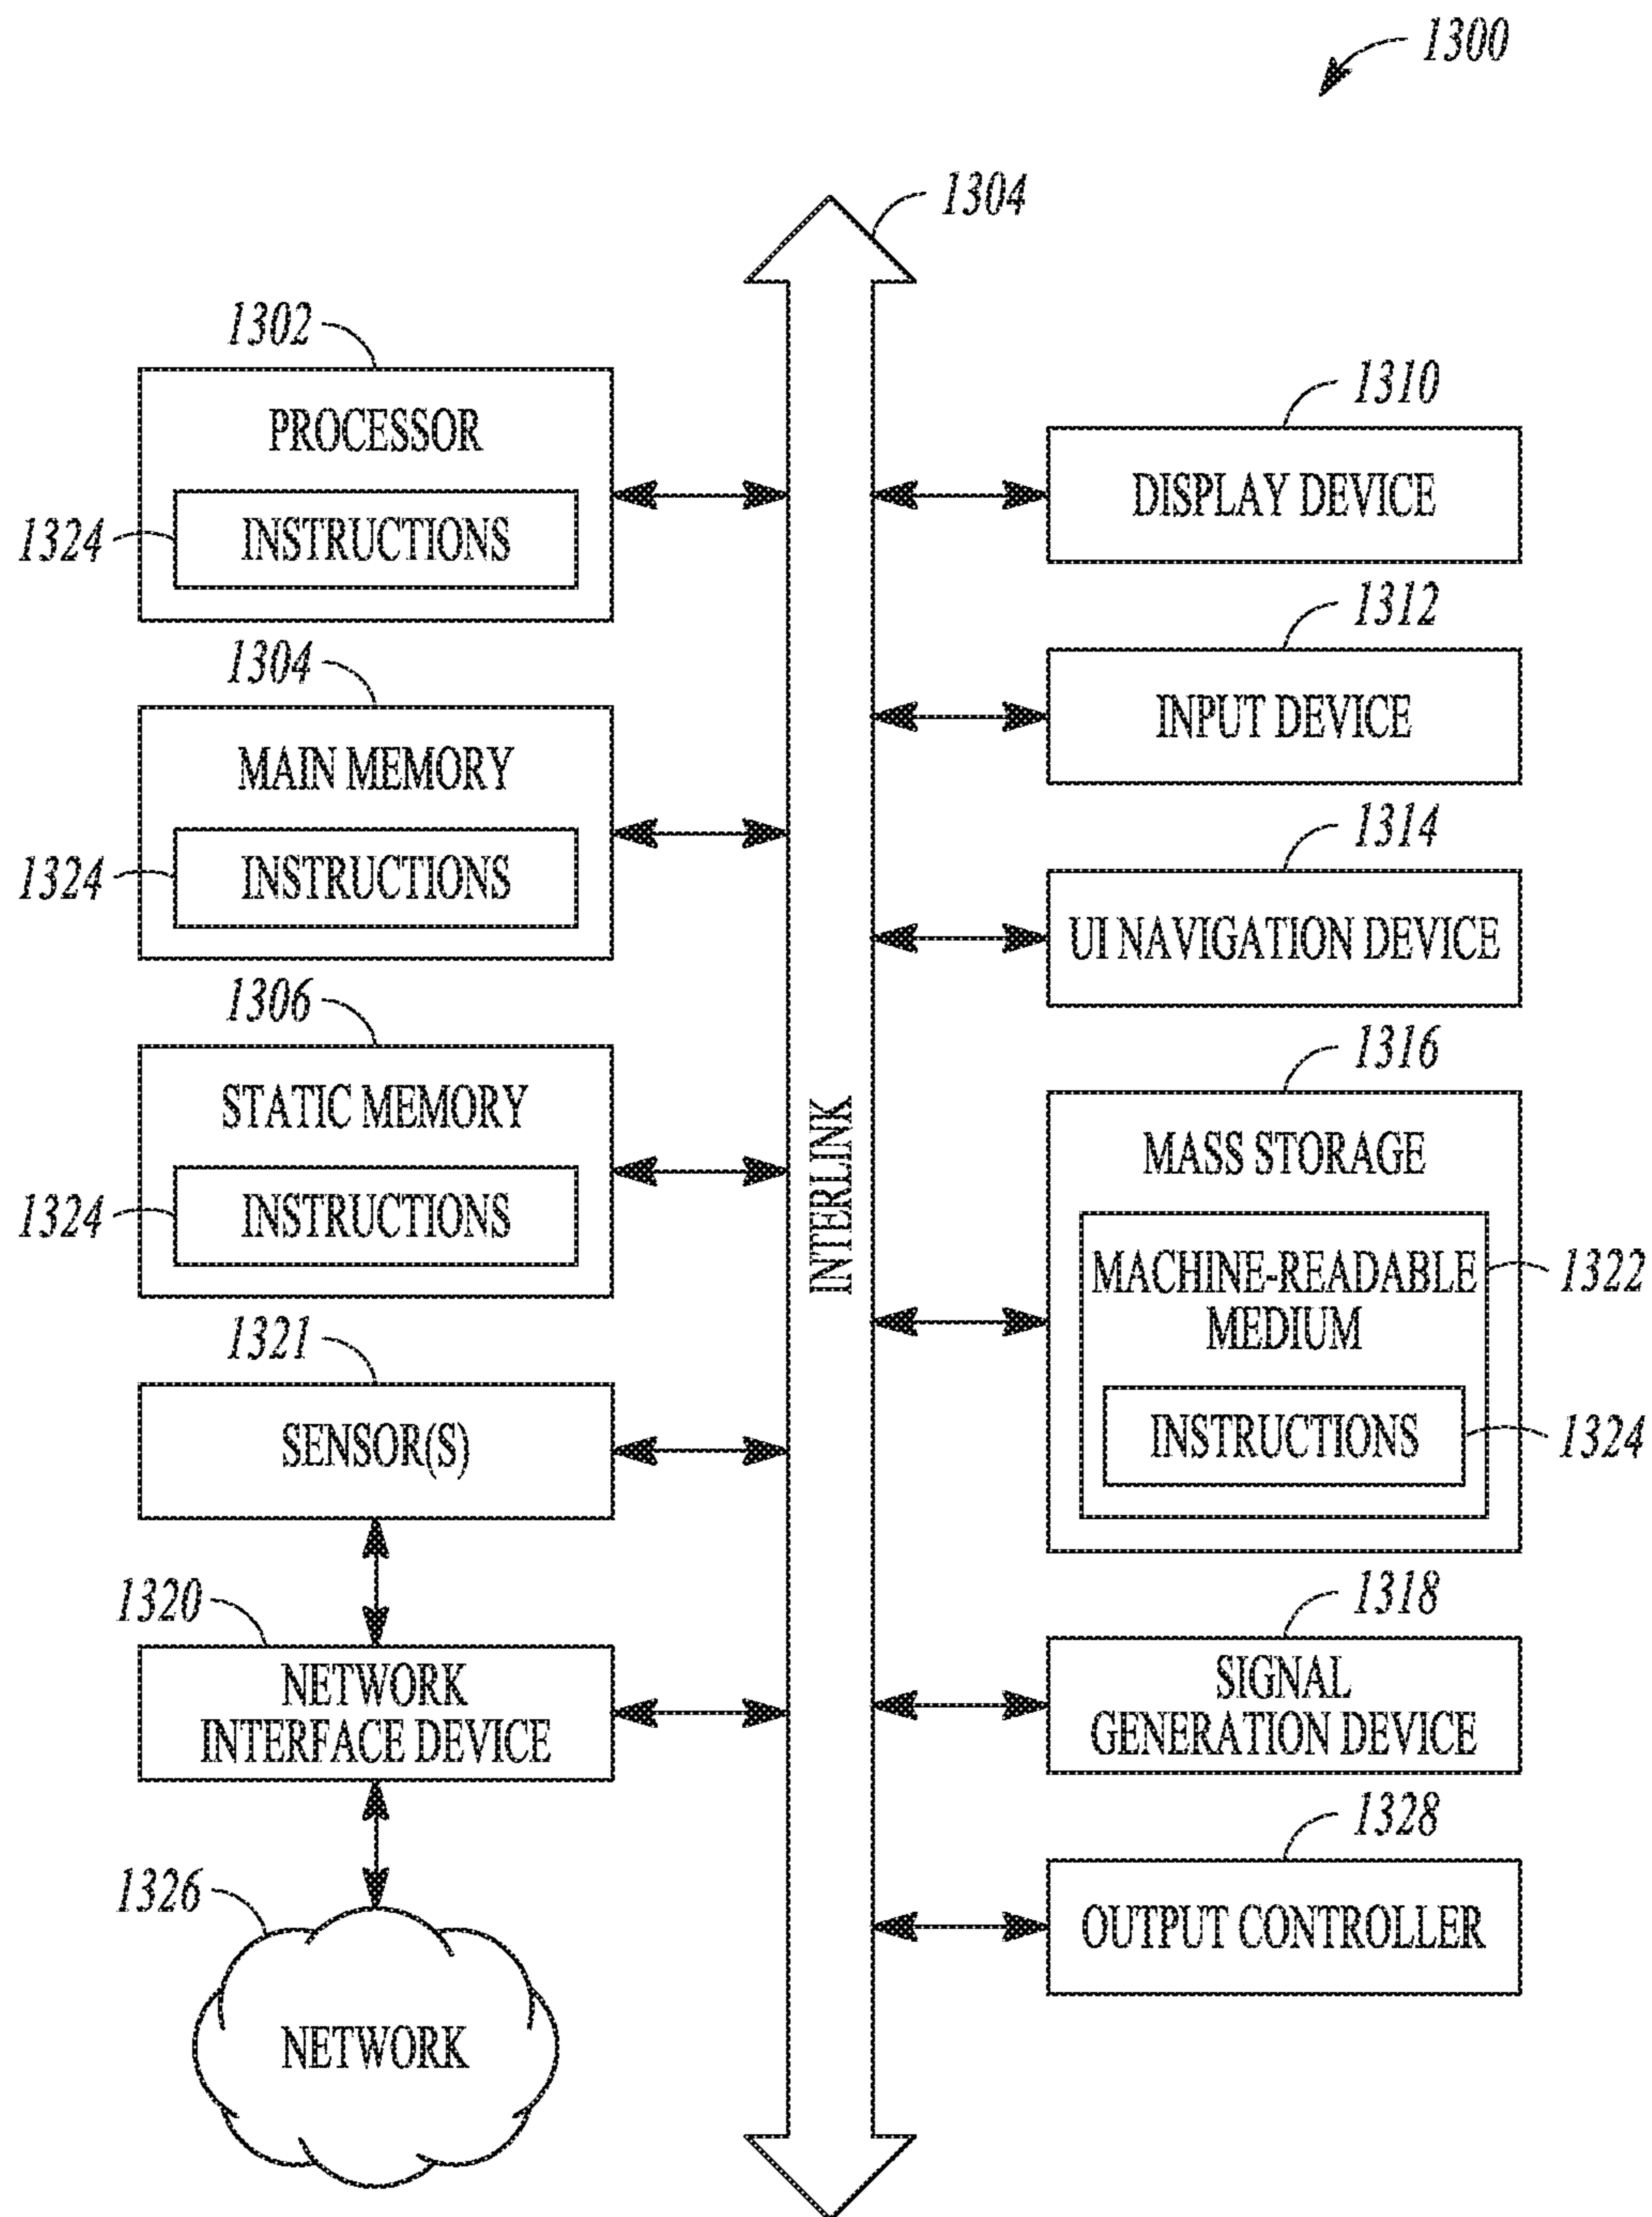 1300
1304
1302
PROCESSOR
1324
INSTRUCTIONS
1304
MAIN MEMORY
1324
INSTRUCTIONS
1306
STATIC MEMORY
1324
INSTRUCTIONS
1321
SENSOR(S)
1320
NETWORK
INTERFACE DEVICE
1326
NETWORK
INTERLINK
1310
DISPLAY DEVICE
1312
INPUT DEVICE
1314
UI NAVIGATION DEVICE
1316
MASS STORAGE
MACHINE-READABLE
MEDIUM
1322
INSTRUCTIONS
1324
1318
SIGNAL
GENERATION DEVICE
1328
OUTPUT CONTROLLER